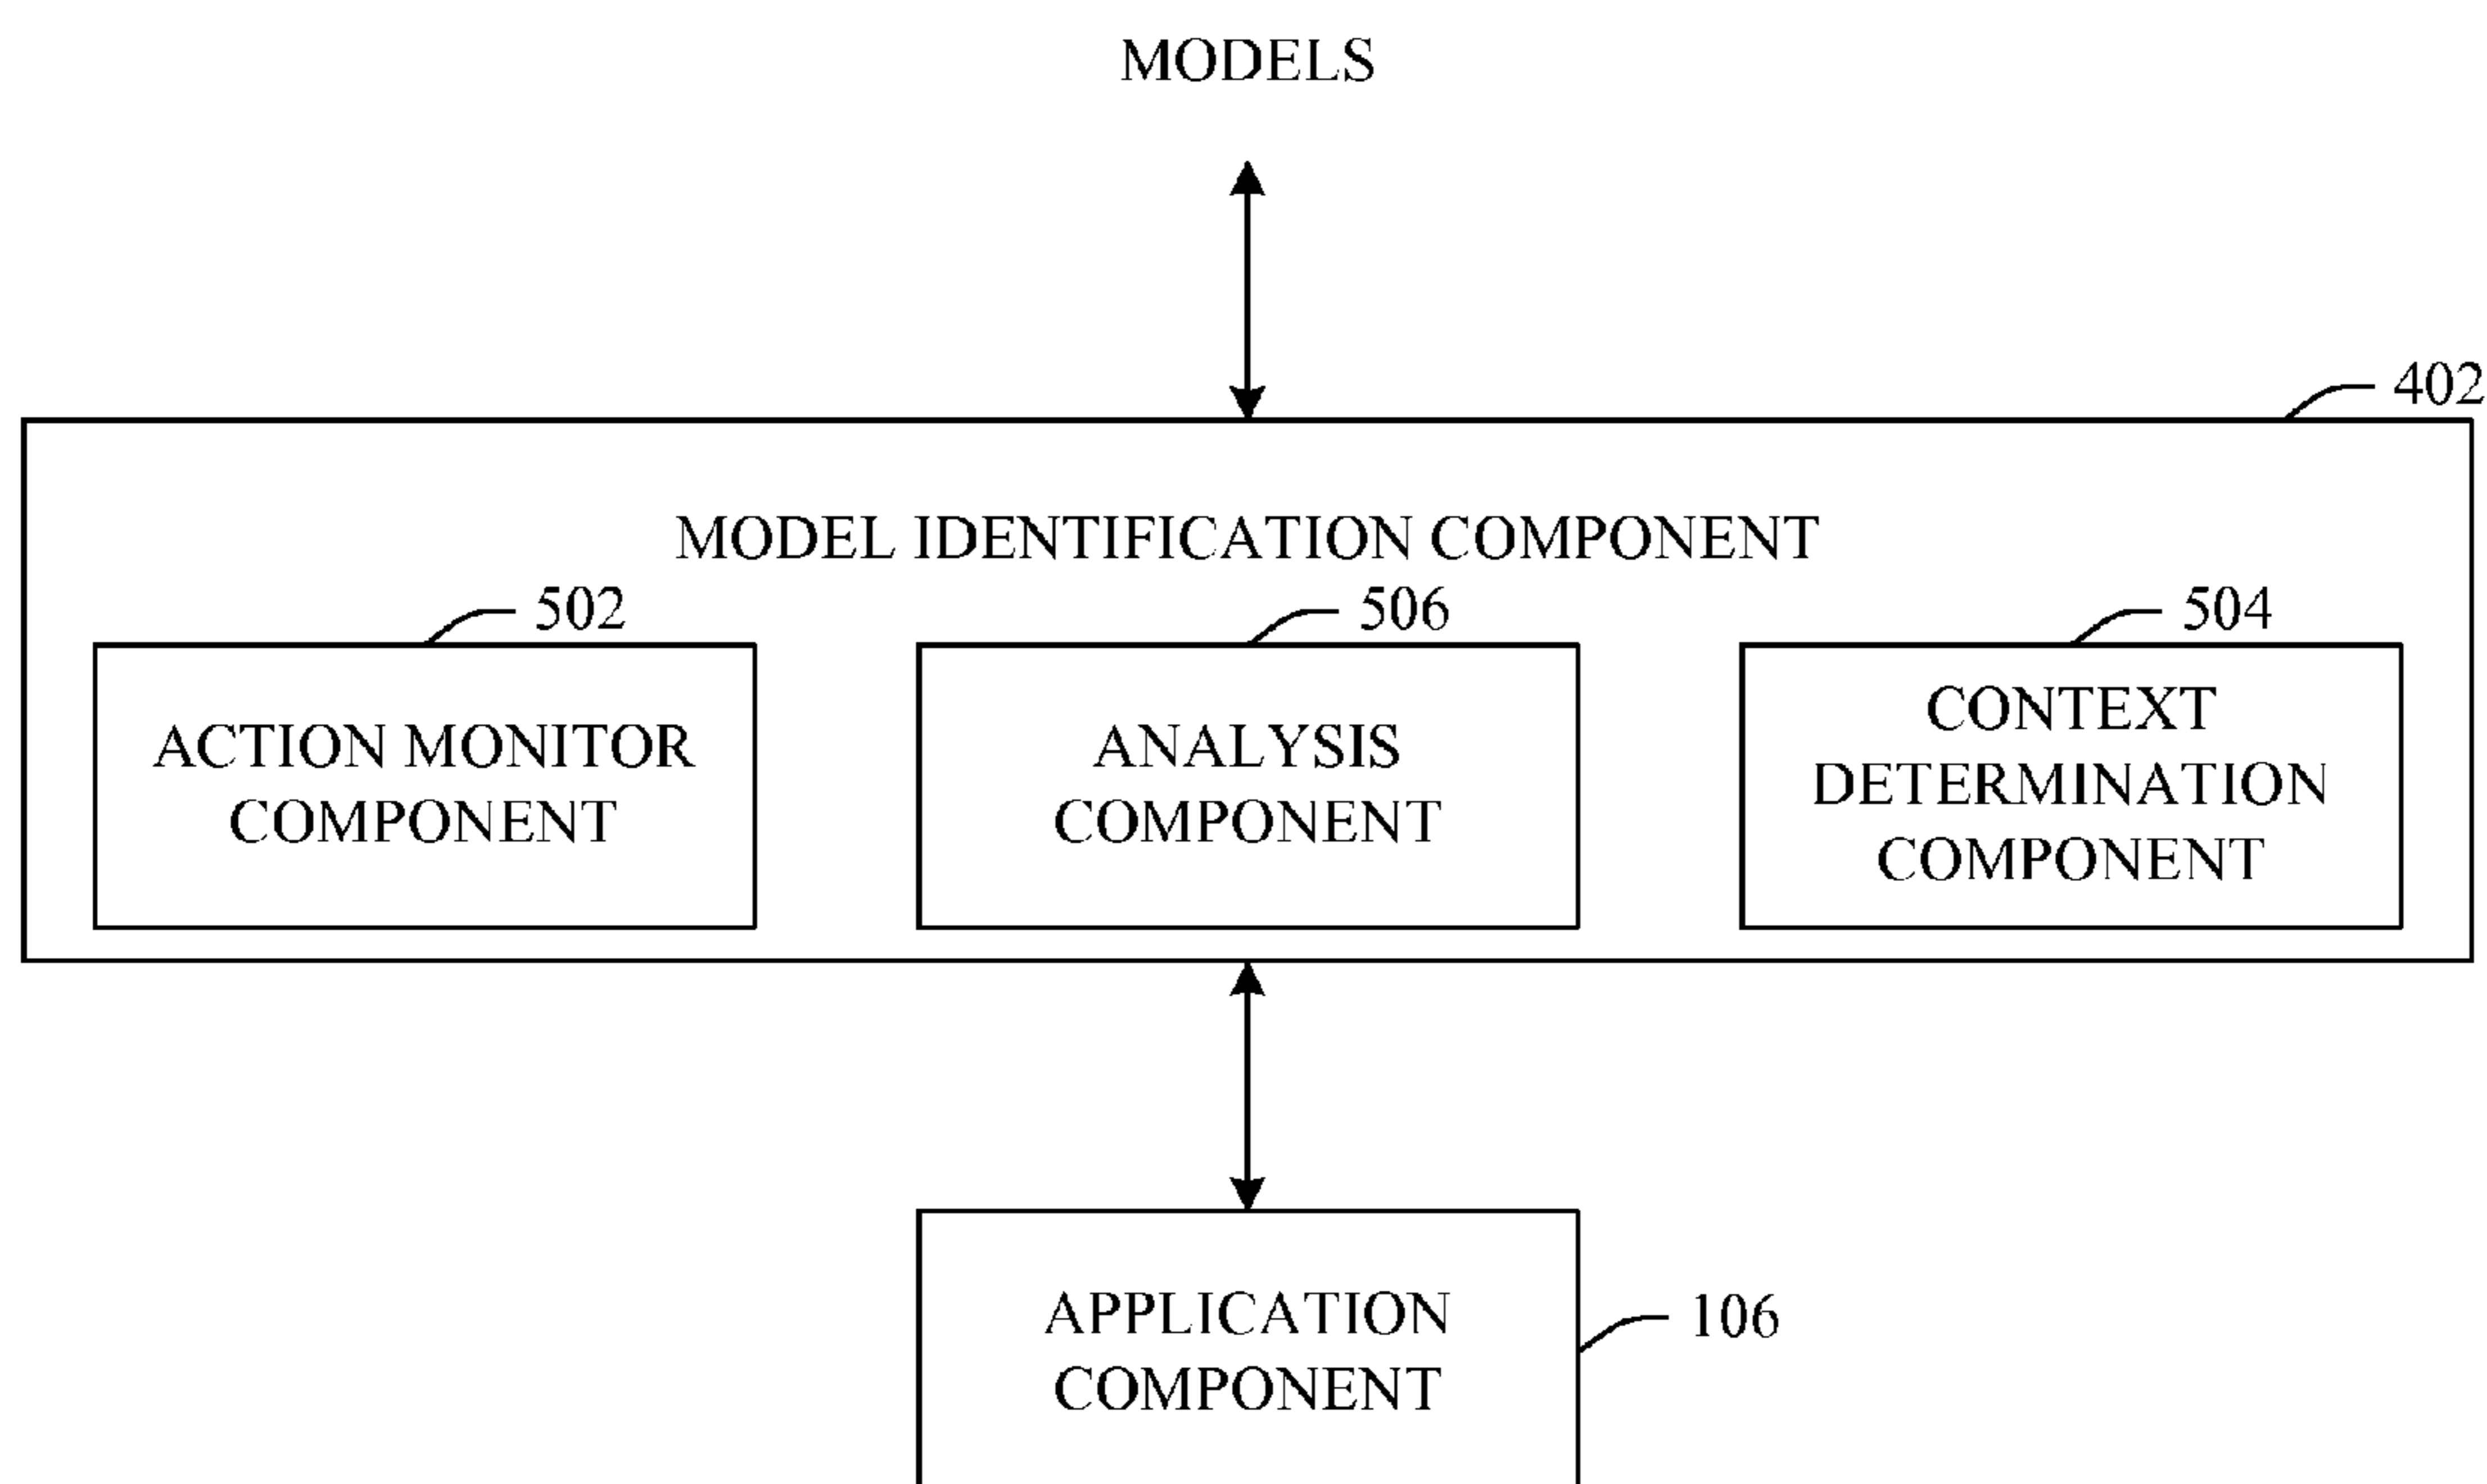 MODELS
402
MODEL IDENTIFICATION COMPONENT
502
506
504
ACTION MONITOR
COMPONENT
ANALYSIS
COMPONENT
CONTEXT
DETERMINATION
COMPONENT
APPLICATION
COMPONENT
106